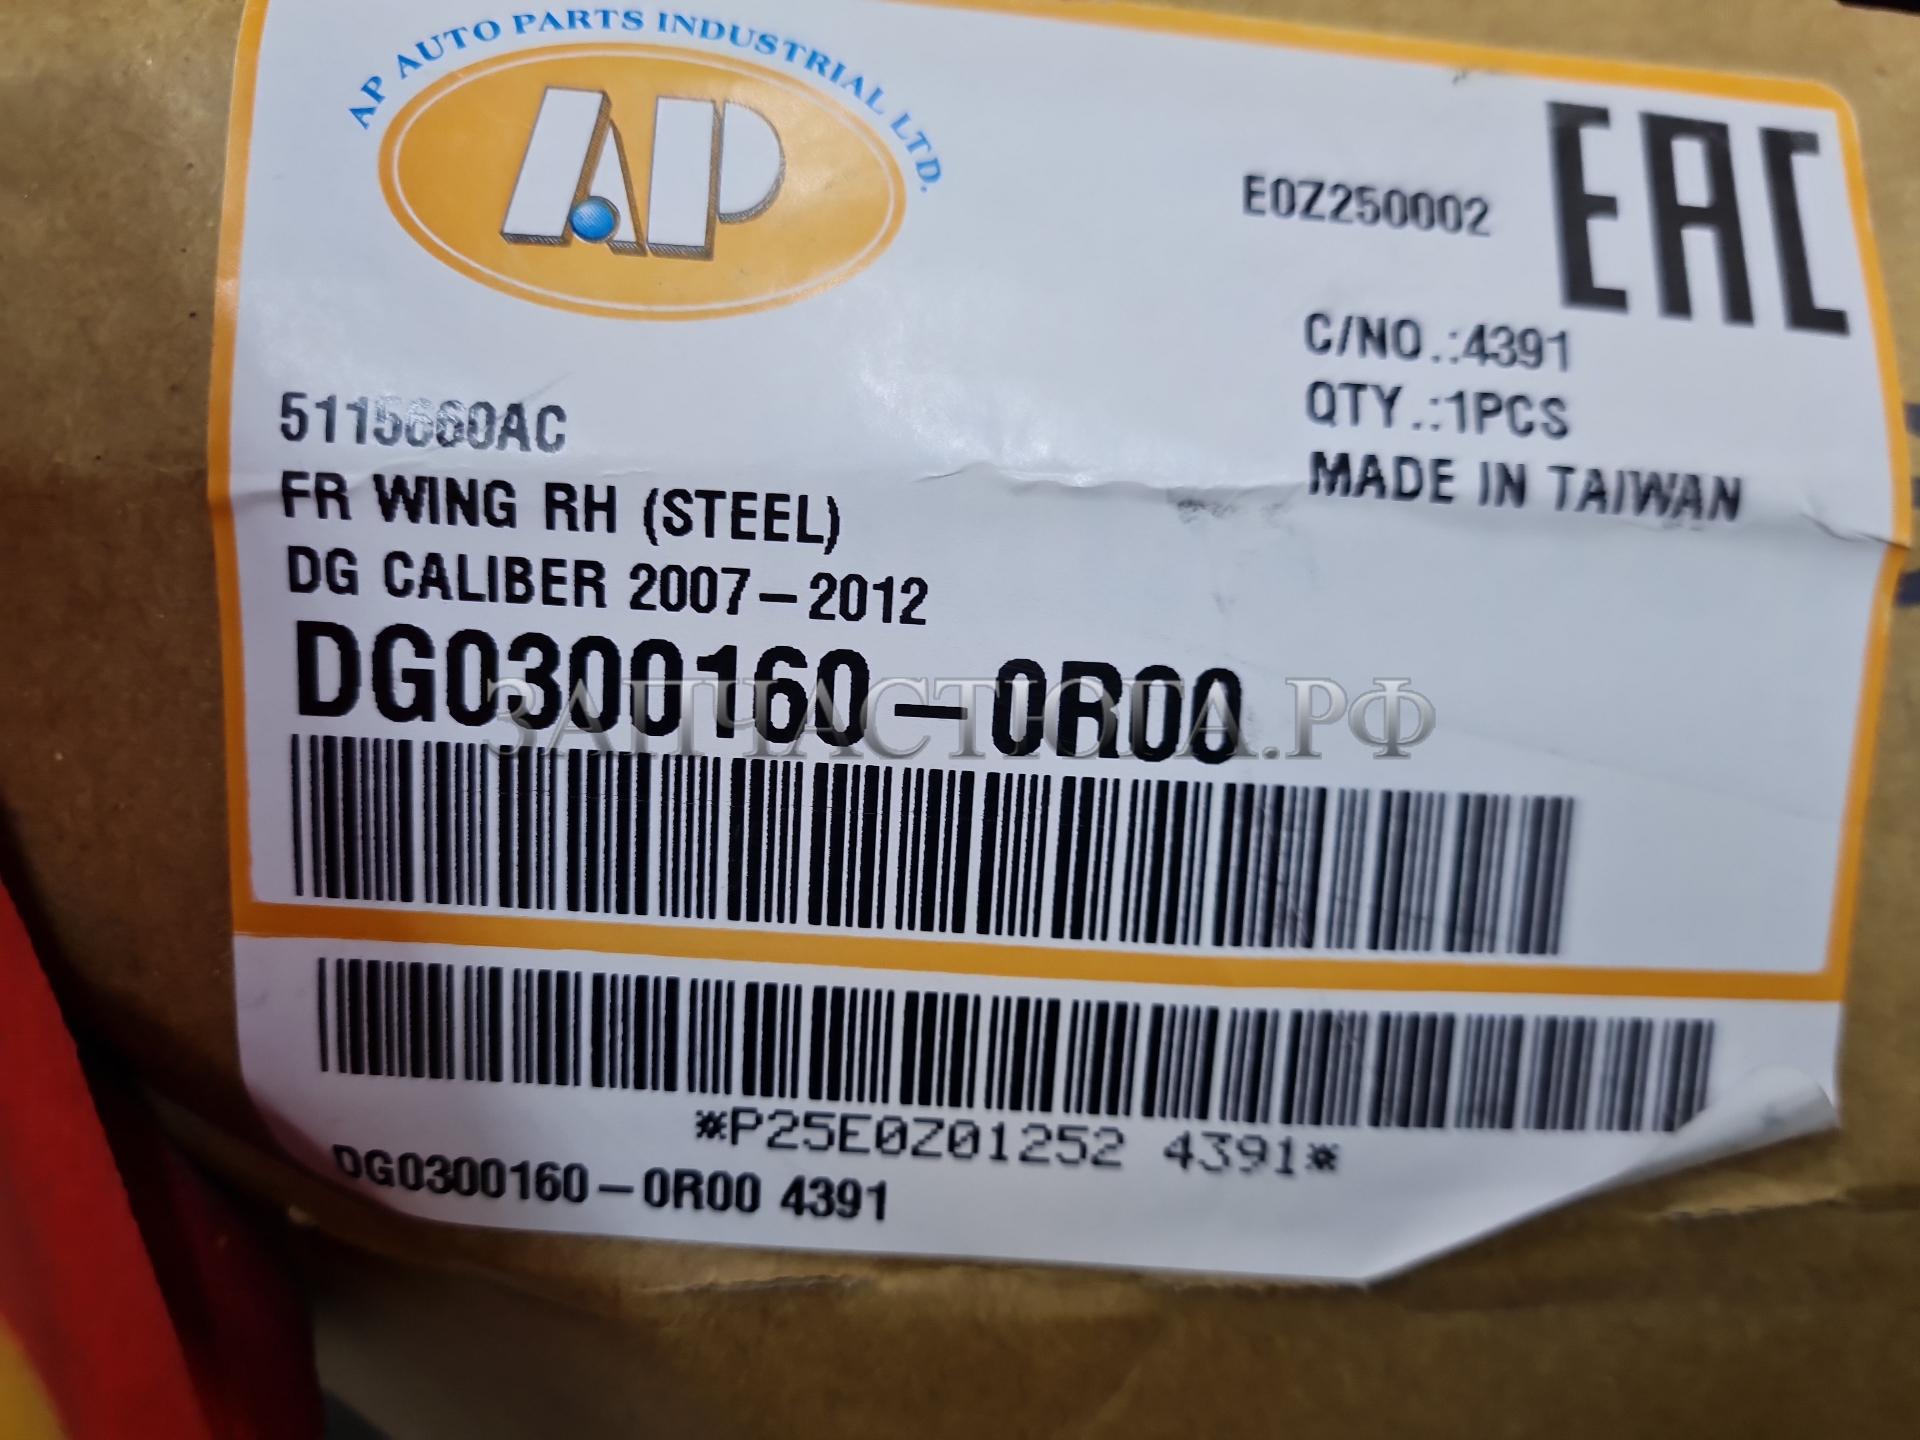 AP AUTO PARTS INDUSTRIAL LTD.
AP
E0Z250002
EAC
C/NO.:4391
QTY.:1PCS
MADE IN TAIWAN
5115660AC
FR WING RH (STEEL)
DG CALIBER 2007-2012
DG0300160-0R00
ЗАПЧАСТЮГА.РФ
*P25E0Z01252 4391*
DG0300160-0R00 4391